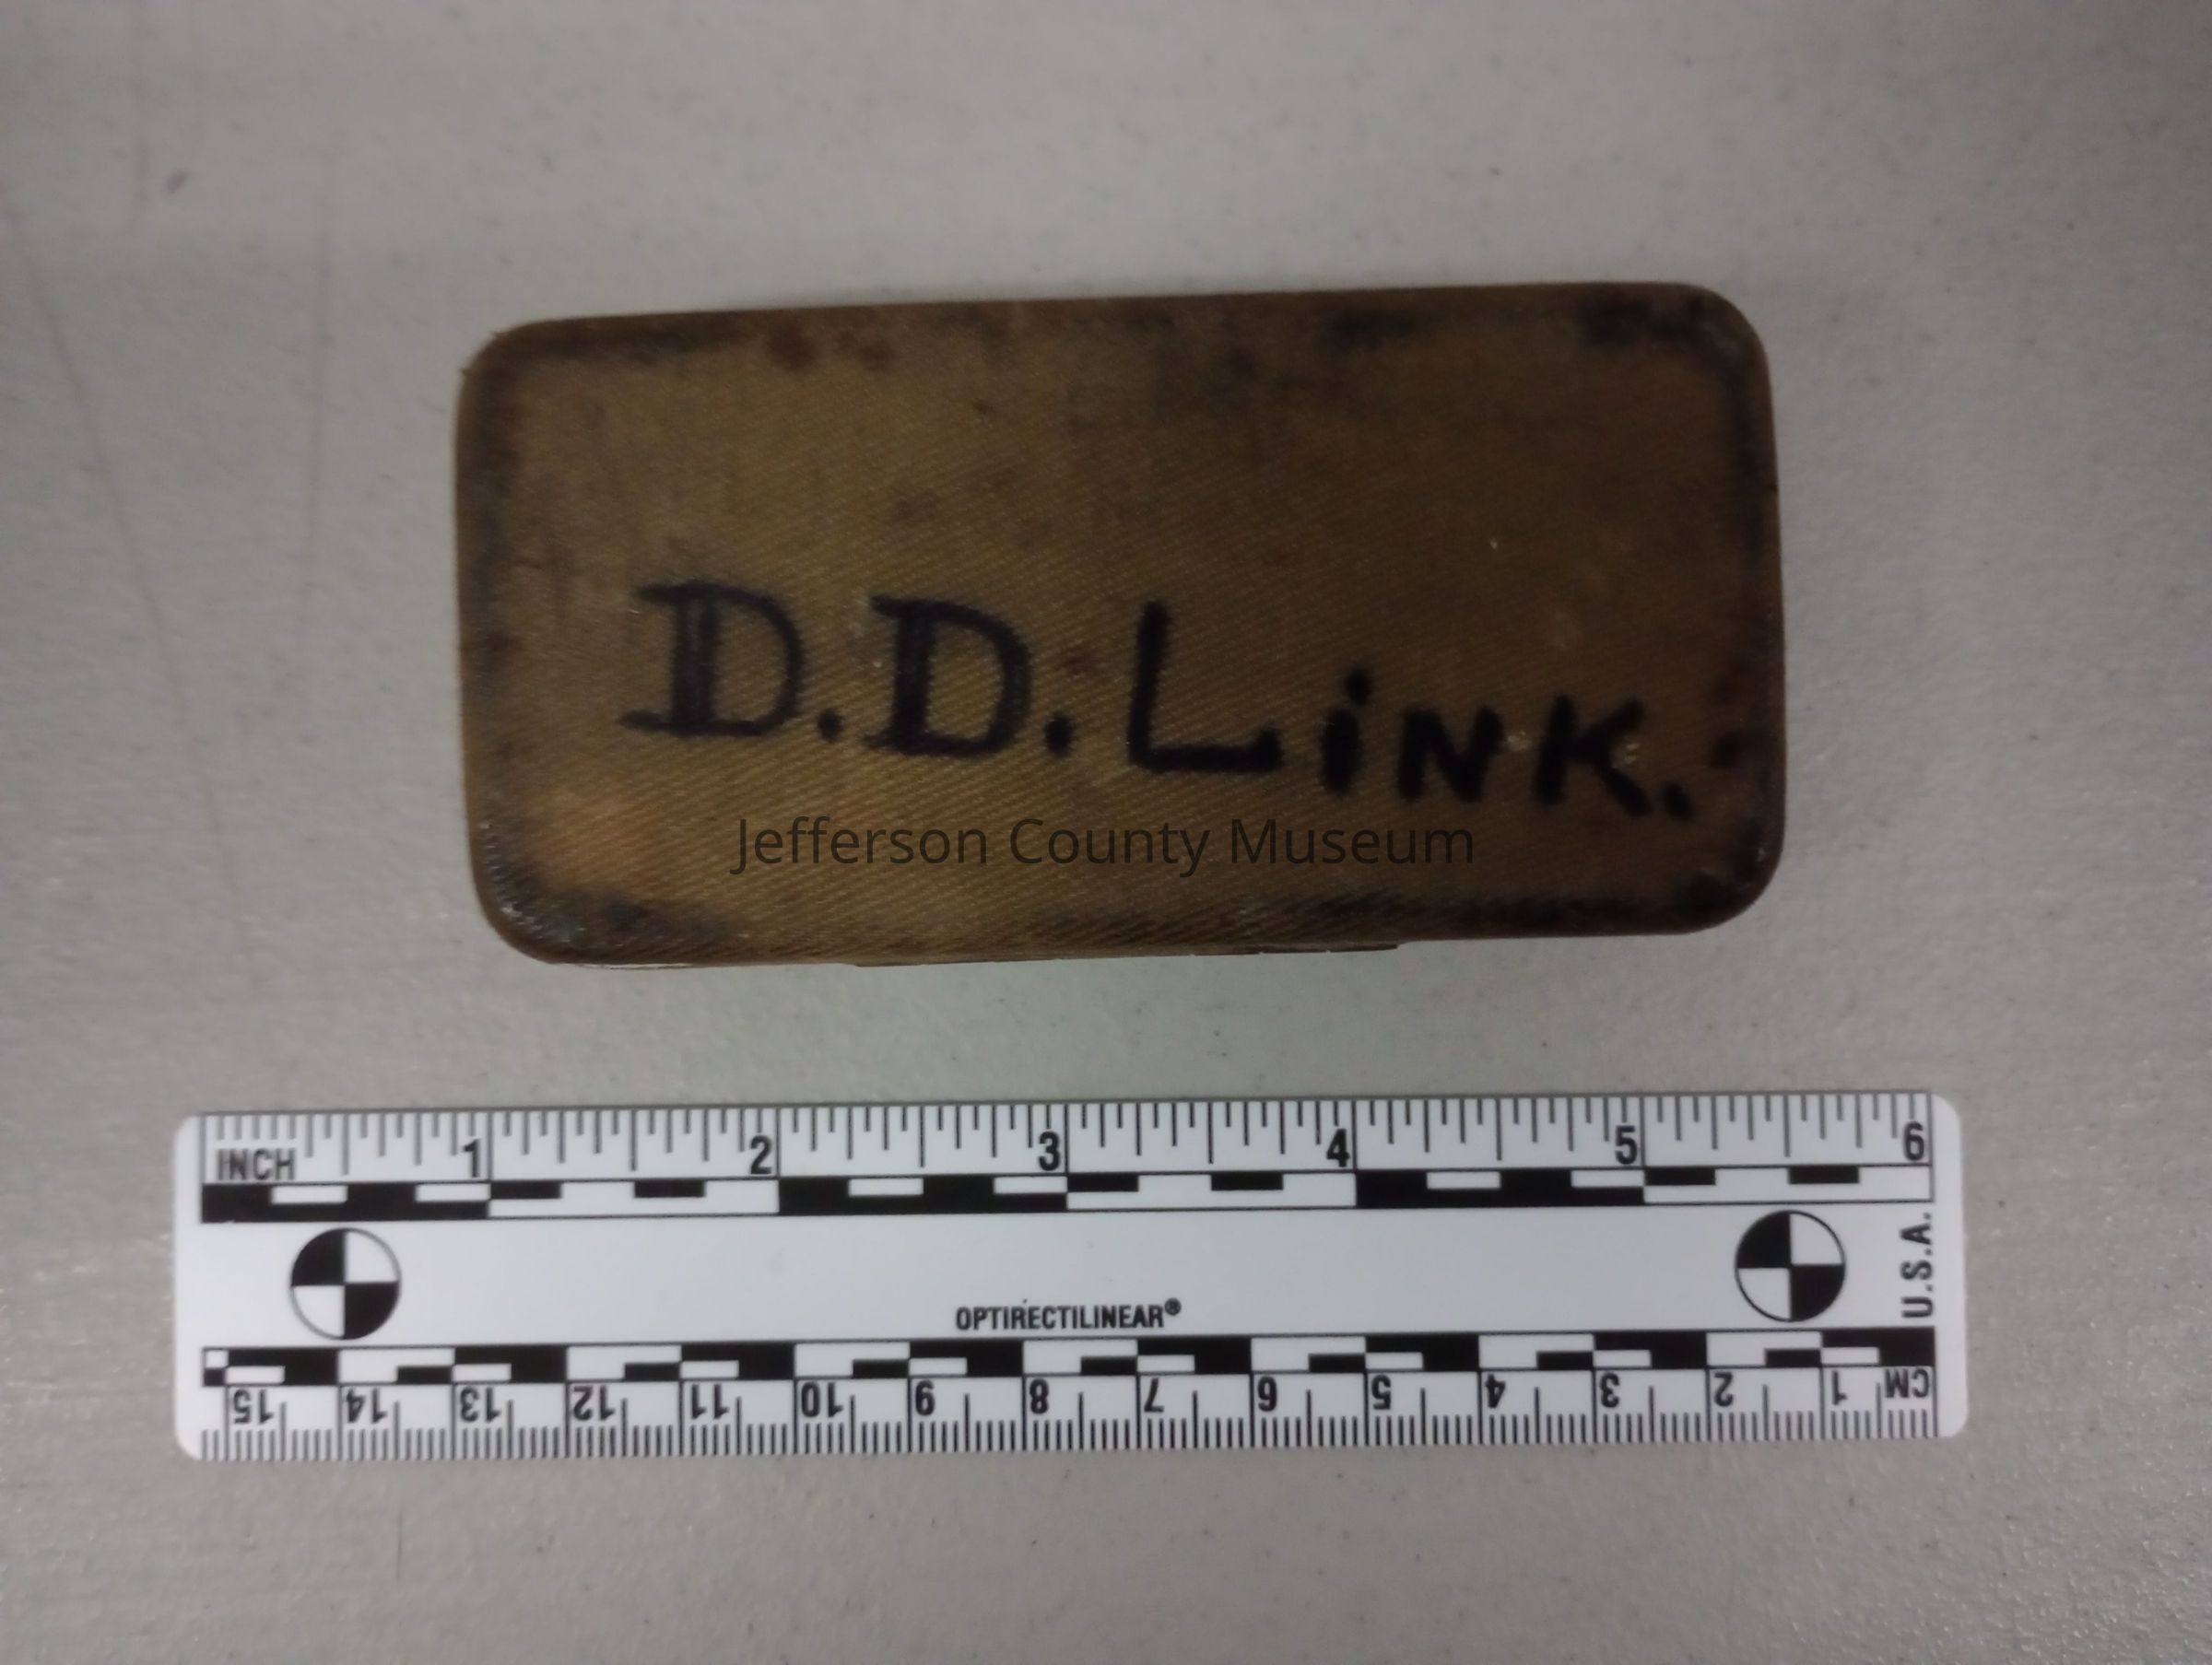 D.D.LiNK.
Jefferson County Museum
INCH 1 2 3 4 5 6
U.S.A.
OPTIRECTILINEAR®
15 14 13 12 11 10 9 8 7 6 5 4 3 2 1 CM